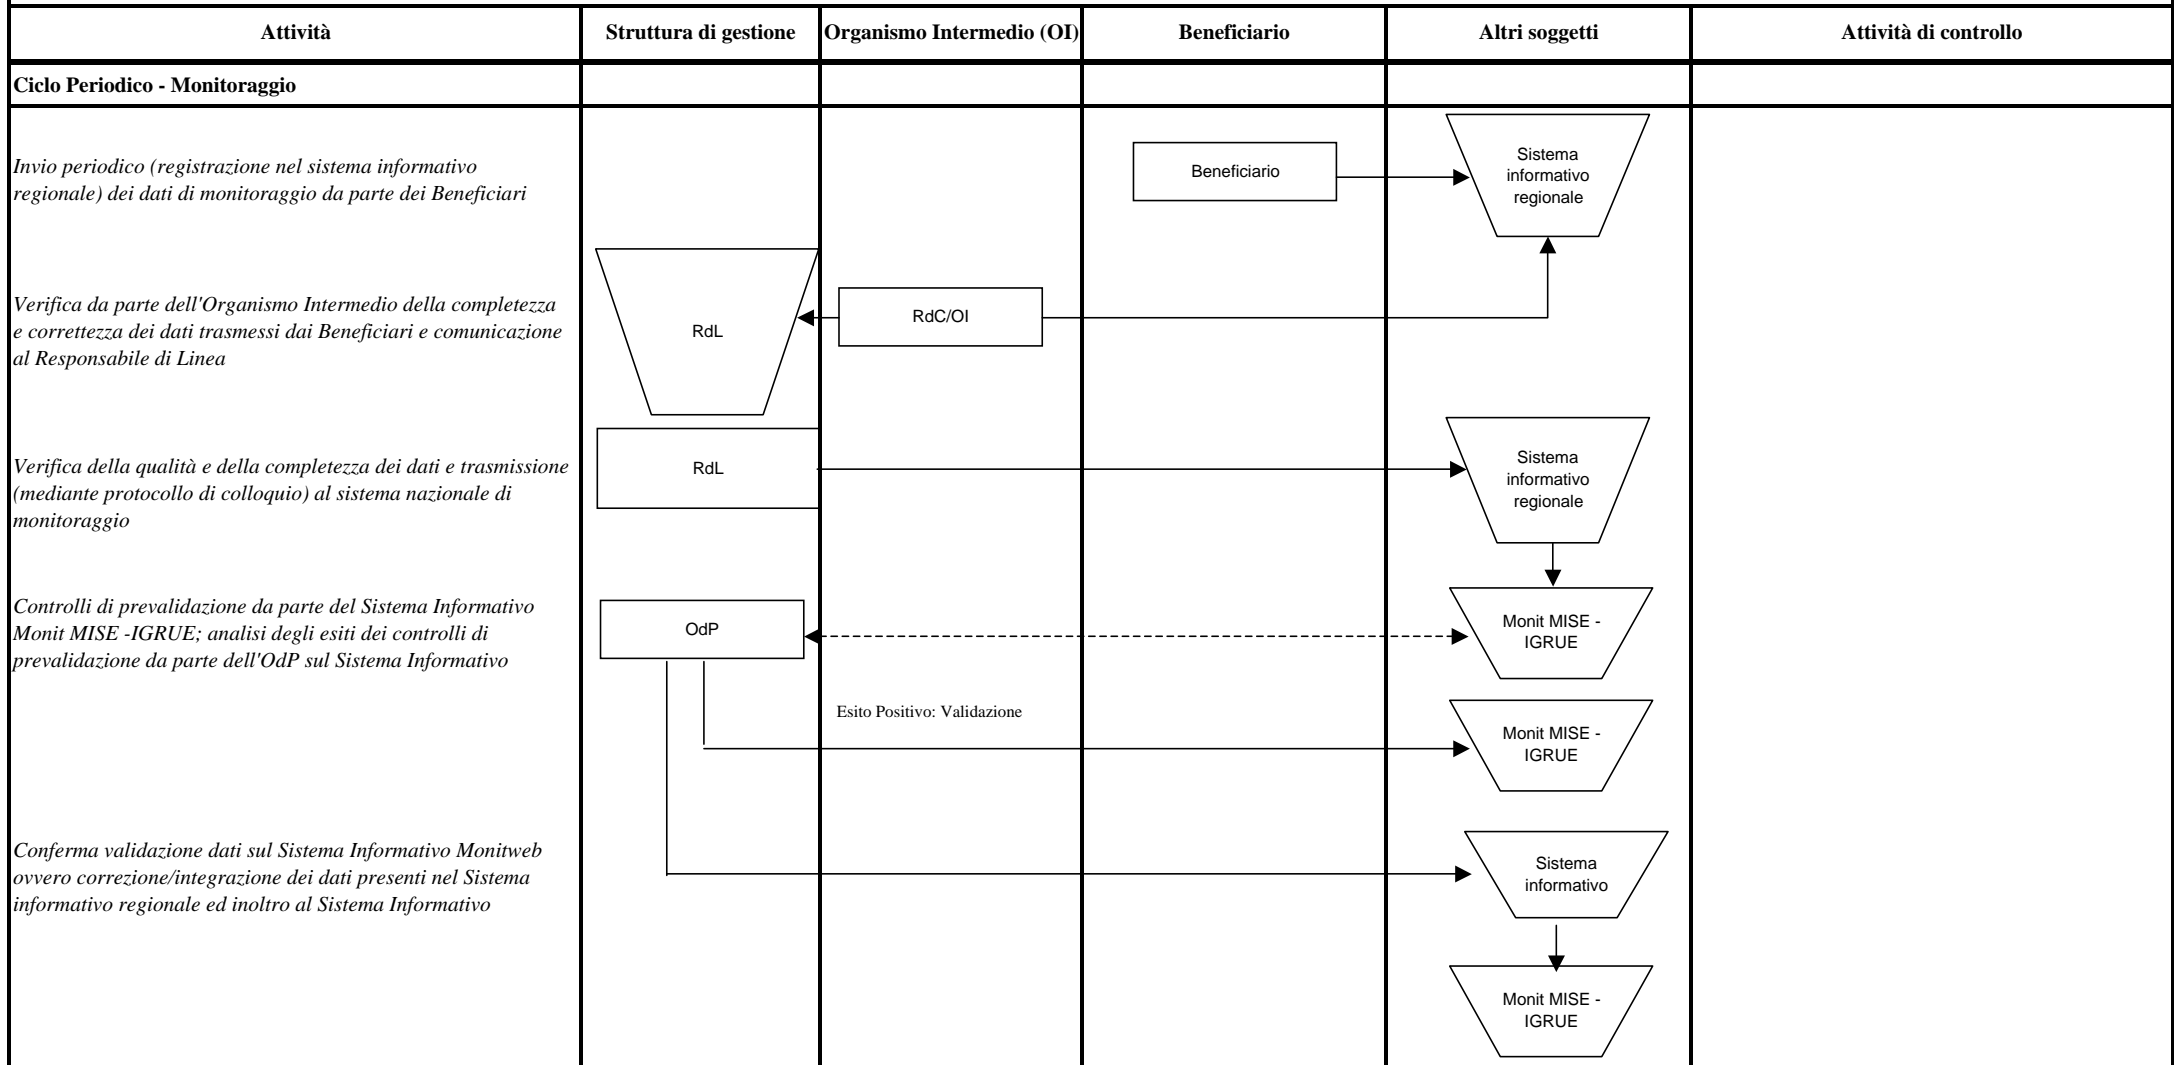 Attività
Struttura di gestione
Organismo Intermedio (OI)
Beneficiario
Altri soggetti
Attività di controllo
Ciclo Periodico - Monitoraggio
Invio periodico (registrazione nel sistema informativo
regionale) dei dati di monitoraggio da parte dei Beneficiari
Beneficiario
Sistema
informativo
regionale
Verifica da parte dell'Organismo Intermedio della completezza
e correttezza dei dati trasmessi dai Beneficiari e comunicazione
al Responsabile di Linea
RdL
RdC/OI
Verifica della qualità e della completezza dei dati e trasmissione
(mediante protocollo di colloquio) al sistema nazionale di
monitoraggio
RdL
Sistema
informativo
regionale
Controlli di prevalidazione da parte del Sistema Informativo
Monit MISE -IGRUE; analisi degli esiti dei controlli di
prevalidazione da parte dell'OdP sul Sistema Informativo
OdP
Monit MISE -
IGRUE
Esito Positivo: Validazione
Monit MISE -
IGRUE
Conferma validazione dati sul Sistema Informativo Monitweb
ovvero correzione/integrazione dei dati presenti nel Sistema
informativo regionale ed inoltro al Sistema Informativo
Sistema
informativo
Monit MISE -
IGRUE